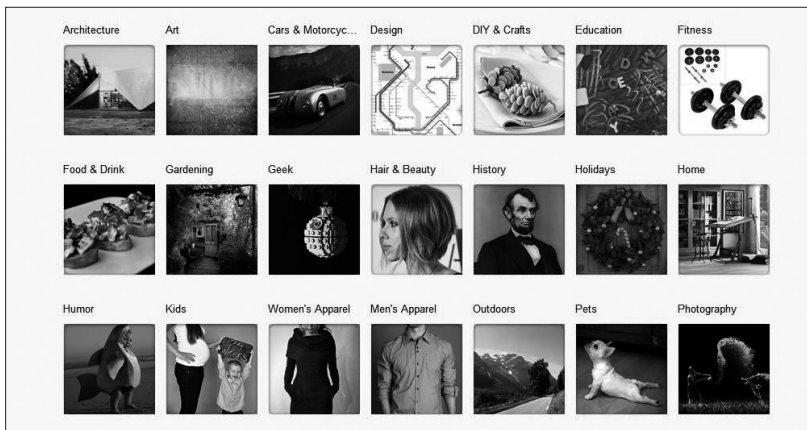 Architecture
Art
Cars & Motorcyc...
Design
DIY & Crafts
Education
Fitness
Food & Drink
Gardening
Geek
Hair & Beauty
History
Holidays
Home
Humor
Kids
Women's Apparel
Men's Apparel
Outdoors
Pets
Photography